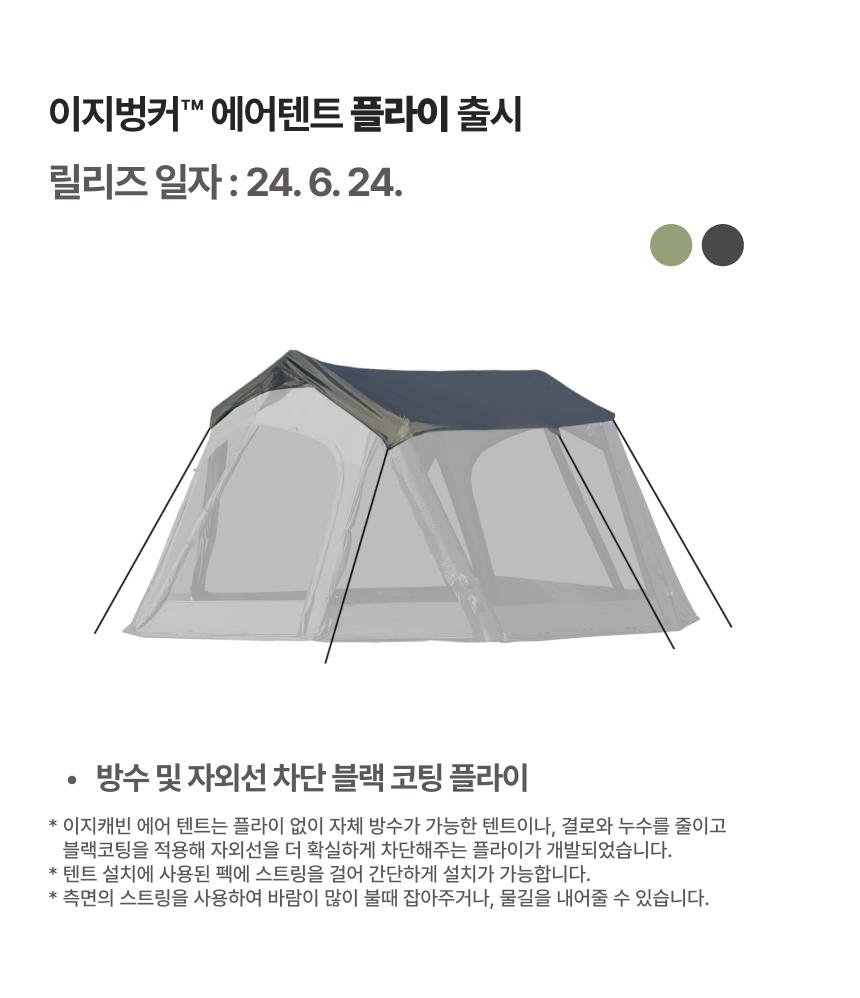 이지벙커™ 에어텐트 플라이 출시
릴리즈 일자 : 24. 6. 24.
• 방수 및 자외선 차단 블랙 코팅 플라이
* 이지캐빈 에어 텐트는 플라이 없이 자체 방수가 가능한 텐트이나, 결로와 누수를 줄이고
블랙코팅을 적용해 자외선을 더 확실하게 차단해주는 플라이가 개발되었습니다.
* 텐트 설치에 사용된 펙에 스트링을 걸어 간단하게 설치가 가능합니다.
* 측면의 스트링을 사용하여 바람이 많이 불때 잡아주거나, 물길을 내어줄 수 있습니다.